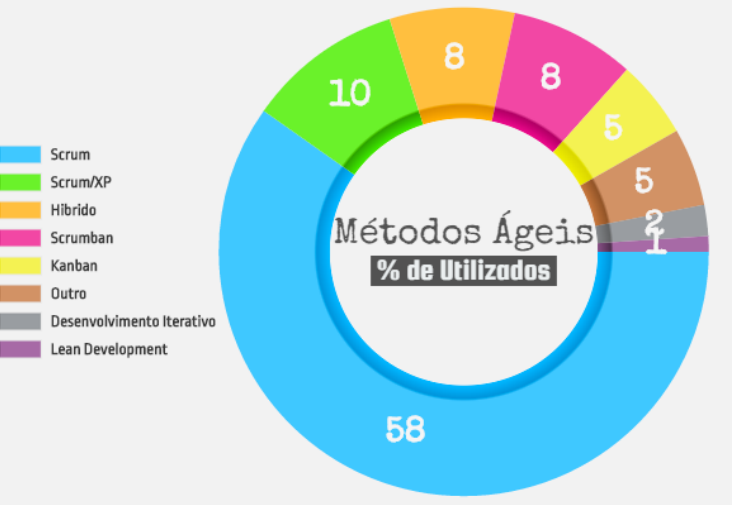 Scrum
Scrum/XP
Híbrido
Scrumban
Kanban
Outro
Desenvolvimento Iterativo
Lean Development
10
8
8
5
5
2
1
58
Métodos Ágeis
% de Utilizados